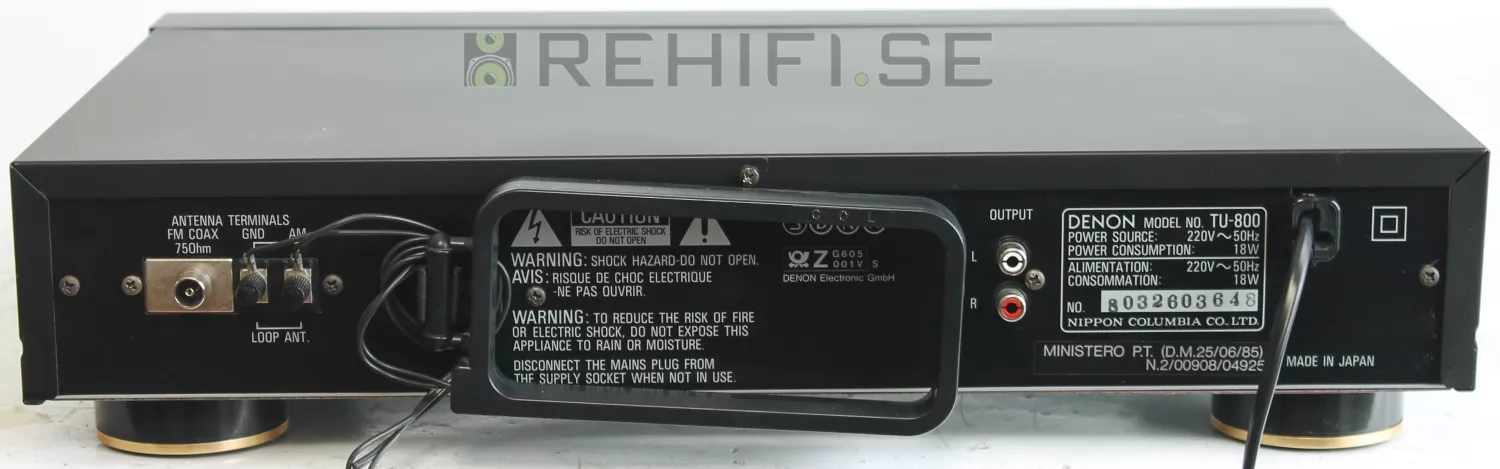 REHIFI.SE
ANTENNA TERMINALS
FM COAX GND AM
75Ohm
LOOP ANT.
CAUTION
RISK OF ELECTRIC SHOCK
DO NOT OPEN
WARNING: SHOCK HAZARD-DO NOT OPEN.
AVIS: RISQUE DE CHOC ELECTRIQUE
-NE PAS OUVRIR.
WARNING: TO REDUCE THE RISK OF FIRE
OR ELECTRIC SHOCK, DO NOT EXPOSE THIS
APPLIANCE TO RAIN OR MOISTURE.
DISCONNECT THE MAINS PLUG FROM
THE SUPPLY SOCKET WHEN NOT IN USE.
Z G605
001V S
DENON Electronic GmbH
OUTPUT
L
R
DENON MODEL NO. TU-800
POWER SOURCE: 220V~50Hz
POWER CONSUMPTION: 18W
ALIMENTATION: 220V~50Hz
CONSOMMATION: 18W
NO. 8032603648
NIPPON COLUMBIA CO., LTD.
MINISTERO P.T. (D.M.25/06/85)
N.2/00908/04925
MADE IN JAPAN